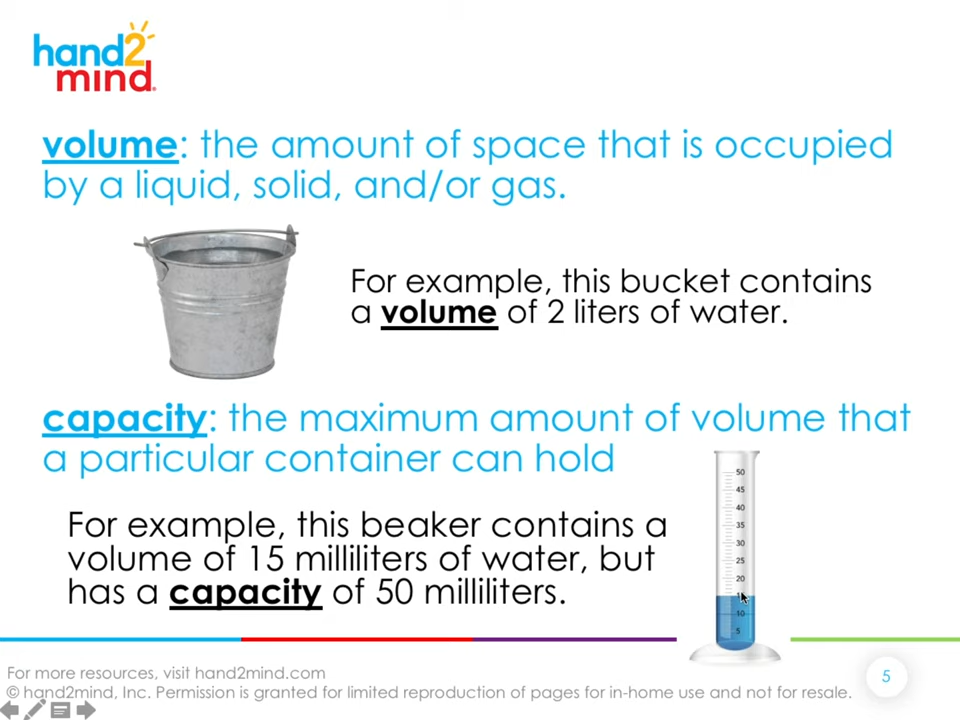 hand2
mind®
volume: the amount of space that is occupied
by a liquid, solid, and/or gas.
For example, this bucket contains
a volume of 2 liters of water.
capacity: the maximum amount of volume that
a particular container can hold
50
45
40
35
30
25
20
10
5
For example, this beaker contains a
volume of 15 milliliters of water, but
has a capacity of 50 milliliters.
For more resources, visit hand2mind.com
© hand2mind, Inc. Permission is granted for limited reproduction of pages for in-home use and not for resale.
5